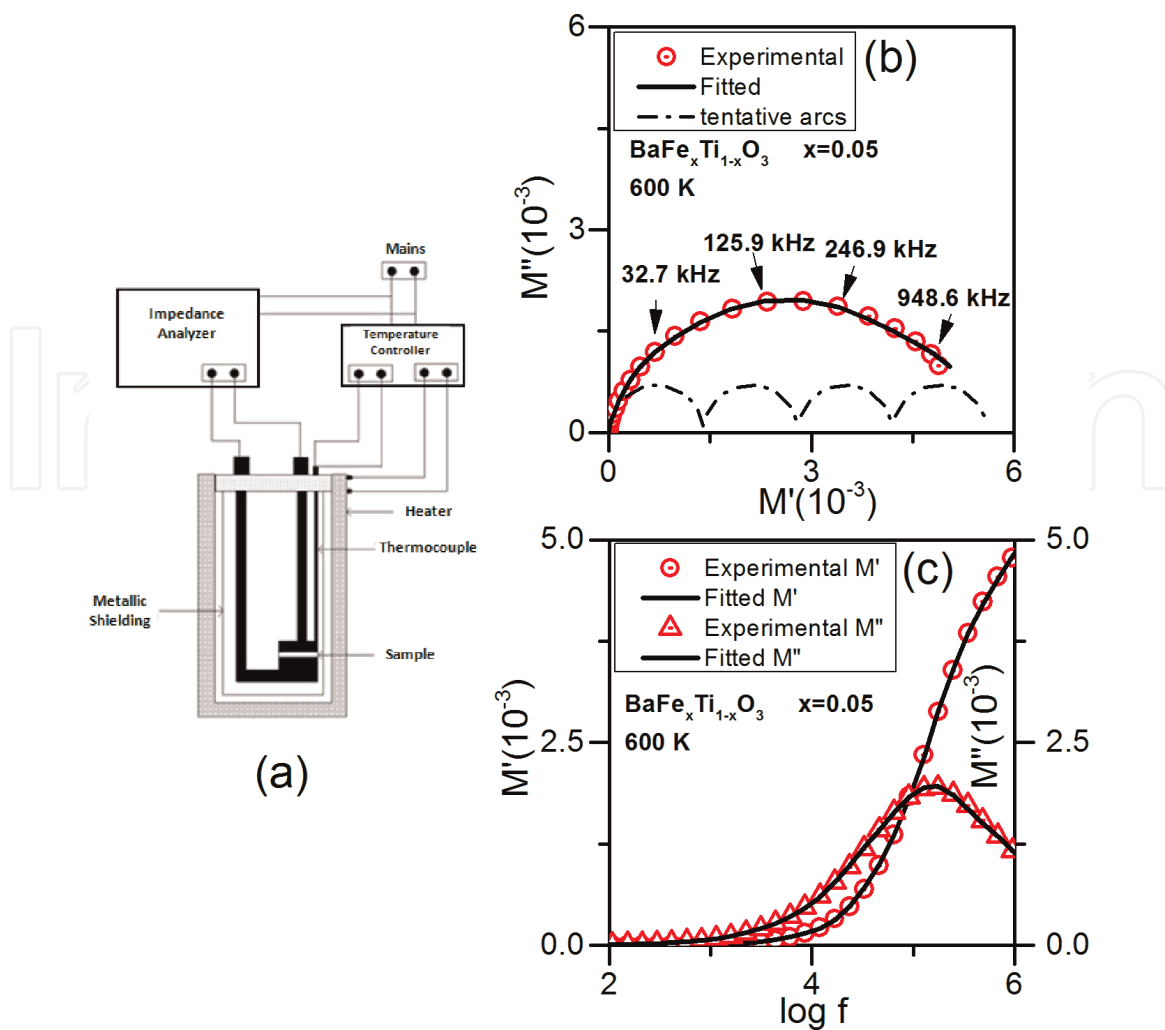 Mains
Impedance
Analyzer
Temperature
Controller
Heater
Thermocouple
Metallic
Shielding
Sample
(a)
6
Experimental
(b)
Fitted
tentative arcs
BaFeₓTi₁₋ₓO₃ x=0.05
600 K
M"(10⁻³)
3
125.9 kHz
246.9 kHz
32.7 kHz
948.6 kHz
0
0 3 6
M'(10⁻³)
5.0 5.0
Experimental M'
(c)
Fitted M'
Experimental M"
Fitted M"
BaFeₓTi₁₋ₓO₃ x=0.05
600 K
M'(10⁻³)
M"(10⁻³)
2.5 2.5
0.0 0.0
2 4 6
log f